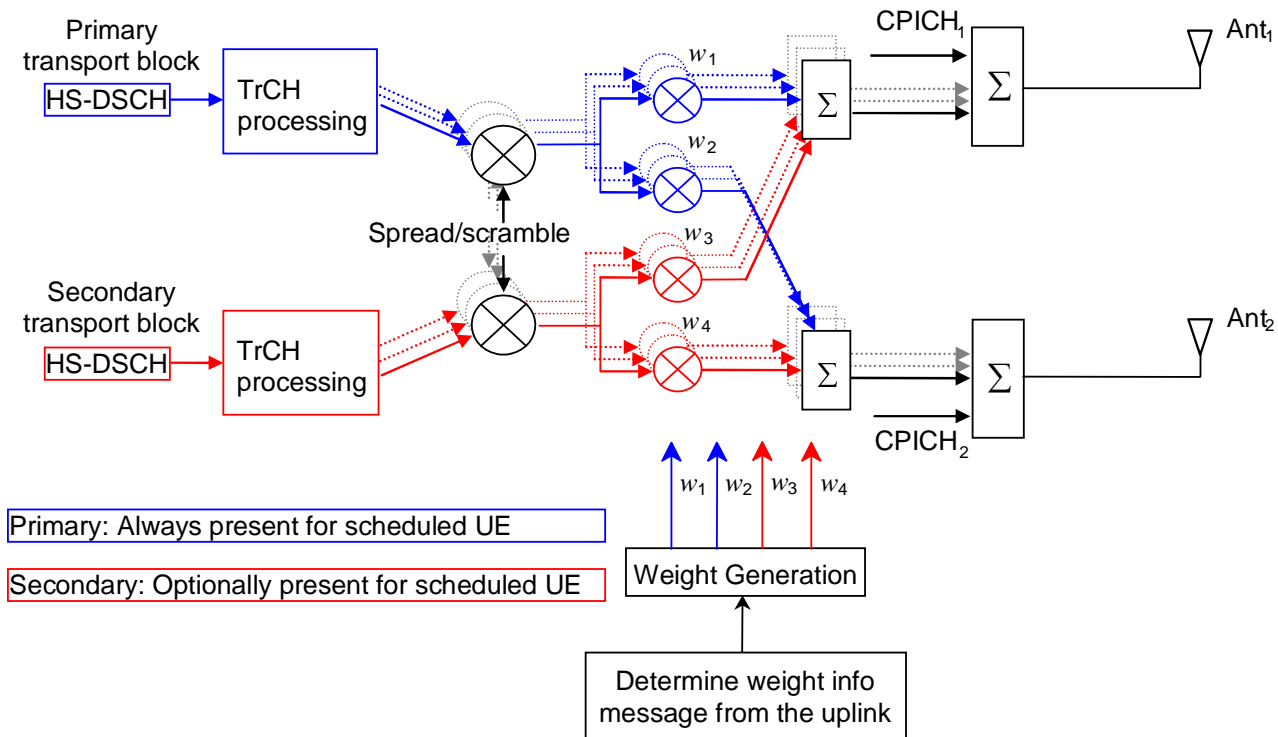 Primary
transport block
HS-DSCH
TrCH
processing
w1
w2
Σ
CPICH1
Σ
Ant1
Spread/scramble
Secondary
transport block
HS-DSCH
TrCH
processing
w3
w4
Σ
CPICH2
Σ
Ant2
w1 w2 w3 w4
Primary: Always present for scheduled UE
Secondary: Optionally present for scheduled UE
Weight Generation
Determine weight info
message from the uplink